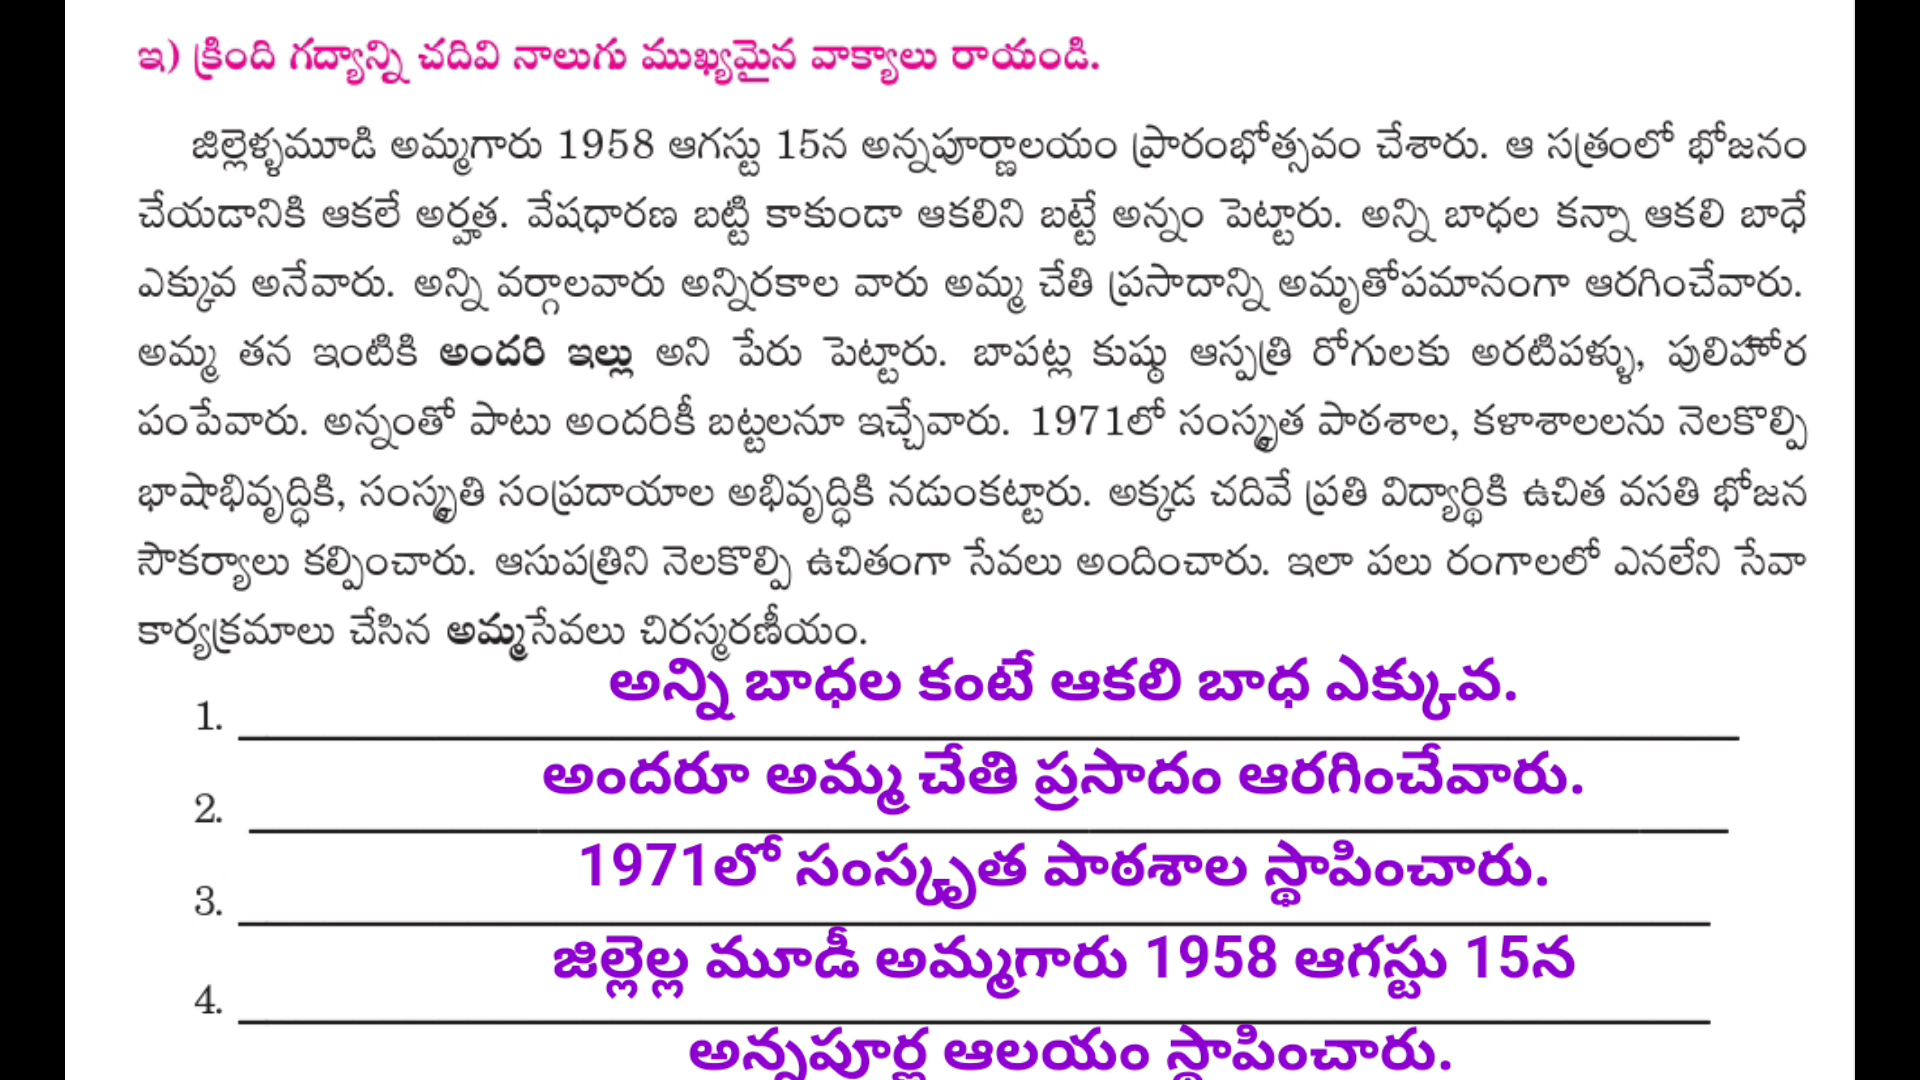 ఇ) క్రింది గద్యాన్ని చదివి నాలుగు ముఖ్యమైన వాక్యాలు రాయండి.
జిల్లెళ్ళమూడి అమ్మగారు 1958 ఆగస్టు 15న అన్నపూర్ణాలయం ప్రారంభోత్సవం చేశారు. ఆ సత్రంలో భోజనం
చేయడానికి ఆకలే అర్హత. వేషధారణ బట్టి కాకుండా ఆకలిని బట్టే అన్నం పెట్టారు. అన్ని బాధల కన్నా ఆకలి బాధే
ఎక్కువ అనేవారు. అన్ని వర్గాలవారు అన్నిరకాల వారు అమ్మ చేతి ప్రసాదాన్ని అమృతోపమానంగా ఆరగించేవారు.
అమ్మ తన ఇంటికి అందరి ఇల్లు అని పేరు పెట్టారు. బాపట్ల కుష్ఠు ఆస్పత్రి రోగులకు అరటిపళ్ళు, పులిహోర
పంపేవారు. అన్నంతో పాటు అందరికీ బట్టలనూ ఇచ్చేవారు. 1971లో సంస్కృత పాఠశాల, కళాశాలలను నెలకొల్పి
భాషాభివృద్ధికి, సంస్కృతి సంప్రదాయాల అభివృద్ధికి నడుంకట్టారు. అక్కడ చదివే ప్రతి విద్యార్థికి ఉచిత వసతి భోజన
సౌకర్యాలు కల్పించారు. ఆసుపత్రిని నెలకొల్పి ఉచితంగా సేవలు అందించారు. ఇలా పలు రంగాలలో ఎనలేని సేవా
కార్యక్రమాలు చేసిన అమ్మసేవలు చిరస్మరణీయం.
1. అన్ని బాధల కంటే ఆకలి బాధ ఎక్కువ.
2. అందరూ అమ్మ చేతి ప్రసాదం ఆరగించేవారు.
3. 1971లో సంస్కృత పాఠశాల స్థాపించారు.
4. జిల్లెల్ల మూడీ అమ్మగారు 1958 ఆగస్టు 15న
అన్నపూర్ణ ఆలయం స్థాపించారు.